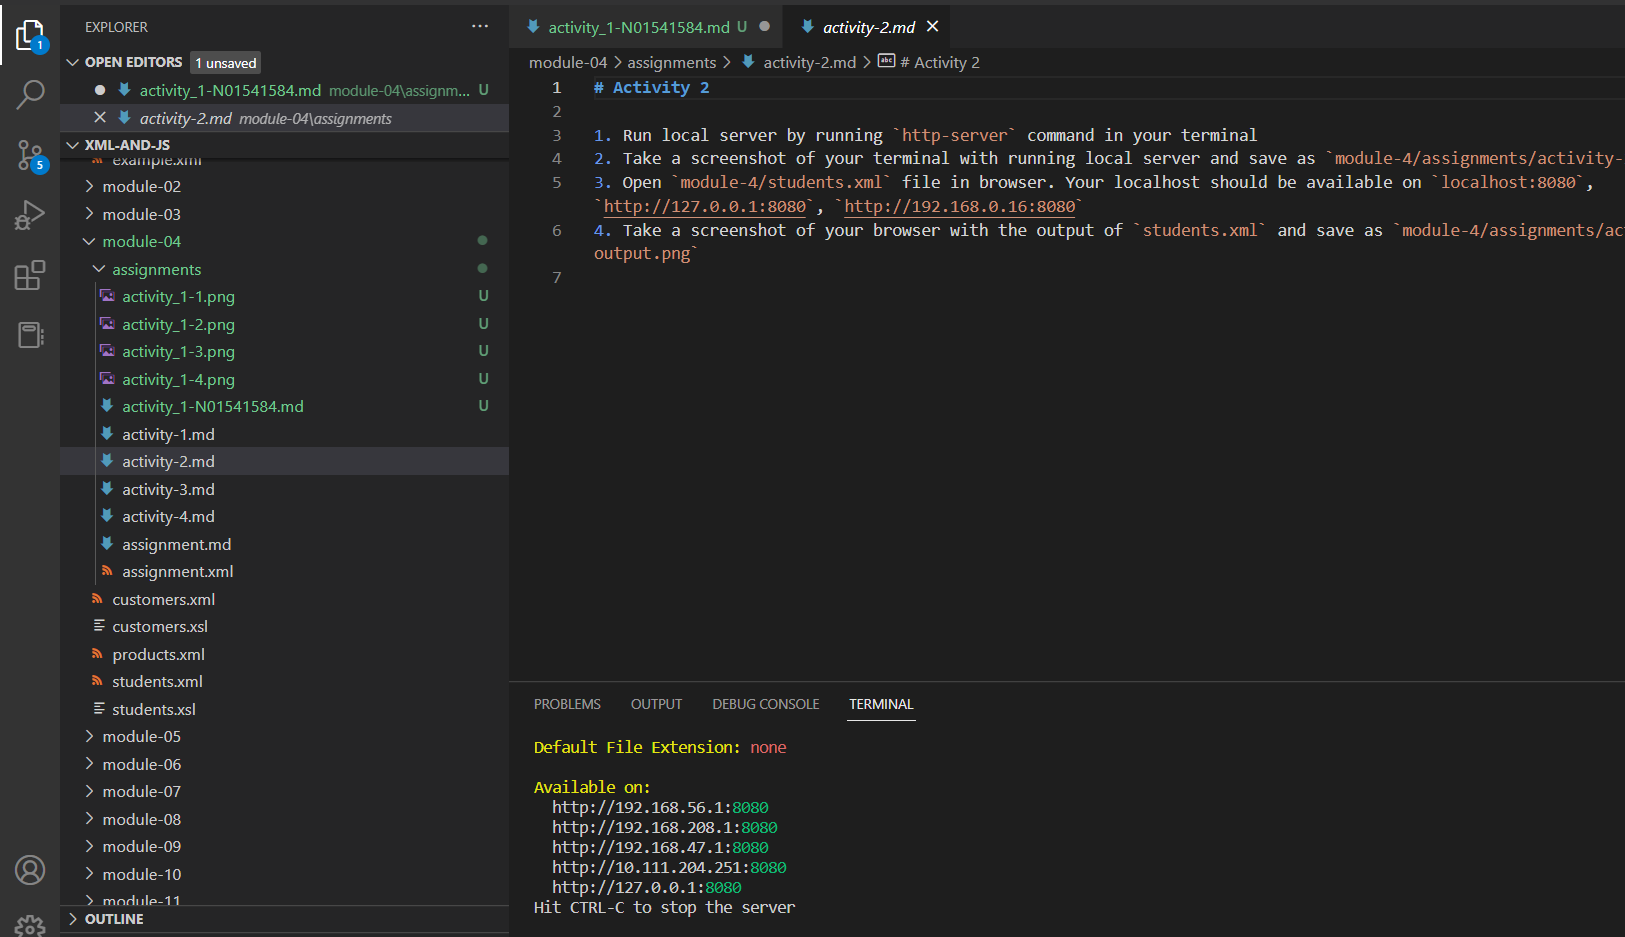 EXPLORER
OPEN EDITORS 1 unsaved
activity_1-N01541584.md module-04\assignm... U
activity-2.md module-04\assignments
XML-AND-JS
example.xml
module-02
module-03
module-04
assignments
activity_1-1.png U
activity_1-2.png U
activity_1-3.png U
activity_1-4.png U
activity_1-N01541584.md U
activity-1.md
activity-2.md
activity-3.md
activity-4.md
assignment.md
assignment.xml
customers.xml
customers.xsl
products.xml
students.xml
students.xsl
module-05
module-06
module-07
module-08
module-09
module-10
module-11
OUTLINE
1
5
activity_1-N01541584.md U
activity-2.md
module-04 > assignments > activity-2.md > abc # Activity 2
1 # Activity 2
2
3 1. Run local server by running `http-server` command in your terminal
4 2. Take a screenshot of your terminal with running local server and save as `module-4/assignments/activity-
5 3. Open `module-4/students.xml` file in browser. Your localhost should be available on `localhost:8080`,
`http://127.0.0.1:8080`, `http://192.168.0.16:8080`
6 4. Take a screenshot of your browser with the output of `students.xml` and save as `module-4/assignments/ac
output.png`
7
PROBLEMS OUTPUT DEBUG CONSOLE TERMINAL
Default File Extension: none
Available on:
http://192.168.56.1:8080
http://192.168.208.1:8080
http://192.168.47.1:8080
http://10.111.204.251:8080
http://127.0.0.1:8080
Hit CTRL-C to stop the server